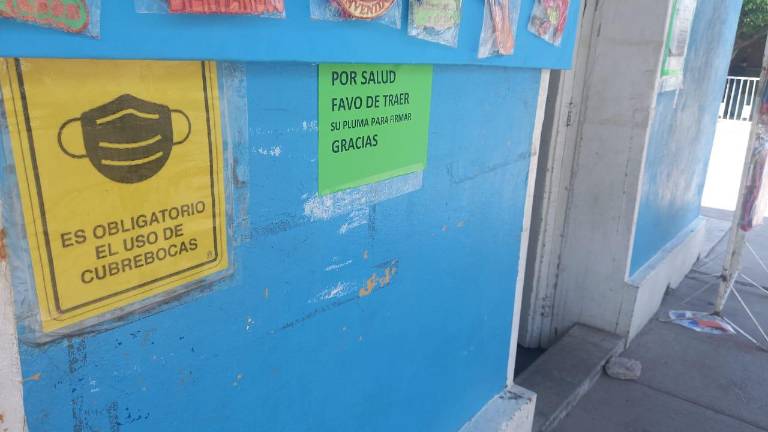 ES OBLIGATORIO
EL USO DE
CUBREBOCAS
POR SALUD
FAVO DE TRAER
SU PLUMA PARA FIRMAR
GRACIAS